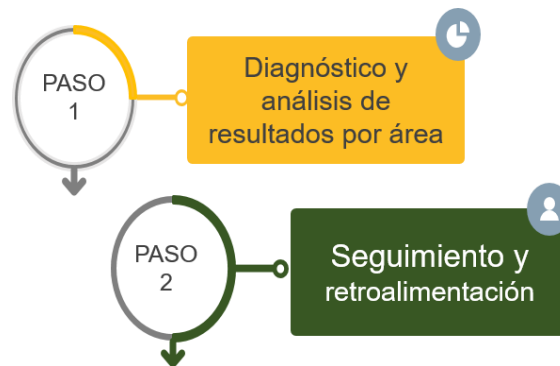 PASO
1
Diagnóstico y
análisis de
resultados por área
PASO
2
Seguimiento y
retroalimentación